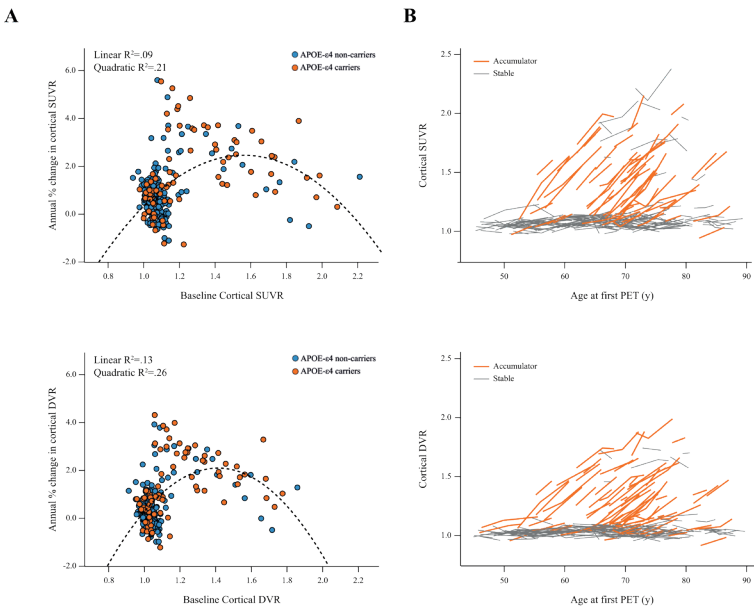 A
B
Linear R²=.09
Quadratic R²=.21
APOE-ε4 non-carriers
APOE-ε4 carriers
Annual % change in cortical SUVR
6.0
4.0
2.0
0.0
-2.0
0.8 1.0 1.2 1.4 1.6 1.8 2.0 2.2
Baseline Cortical SUVR
Accumulator
Stable
Cortical SUVR
2.5
2.0
1.5
1.0
50 60 70 80 90
Age at first PET (y)
Linear R²=.13
Quadratic R²=.26
APOE-ε4 non-carriers
APOE-ε4 carriers
Annual % change in cortical DVR
6.0
4.0
2.0
0.0
-2.0
0.8 1.0 1.2 1.4 1.6 1.8 2.0 2.2
Baseline Cortical DVR
Accumulator
Stable
Cortical DVR
2.5
2.0
1.5
1.0
50 60 70 80 90
Age at first PET (y)